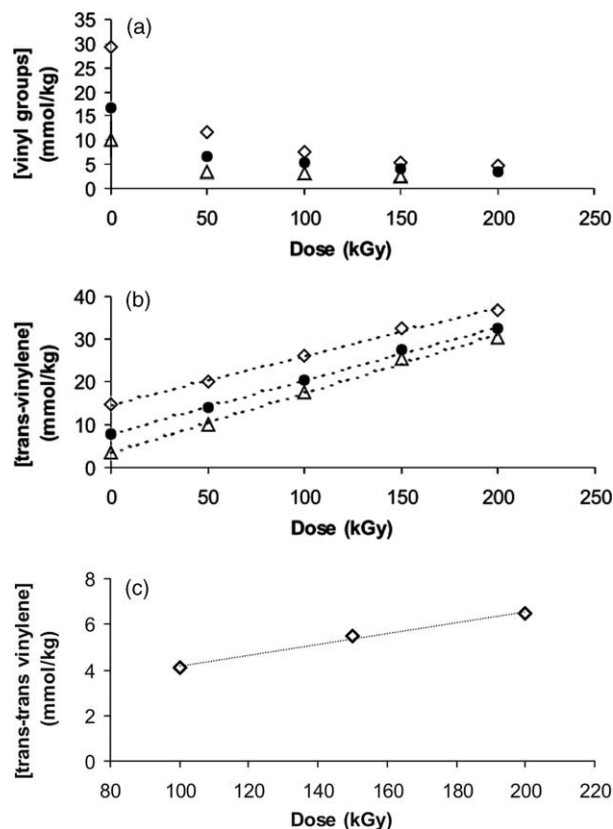 (a)
[vinyl groups]
(mmol/kg)
35
30
25
20
15
10
5
0
0 50 100 150 200 250
Dose (kGy)
(b)
[trans-vinylene]
(mmol/kg)
40
30
20
10
0
0 50 100 150 200 250
Dose (kGy)
(c)
[trans-trans vinylene]
(mmol/kg)
8
6
4
2
0
80 100 120 140 160 180 200 220
Dose (kGy)